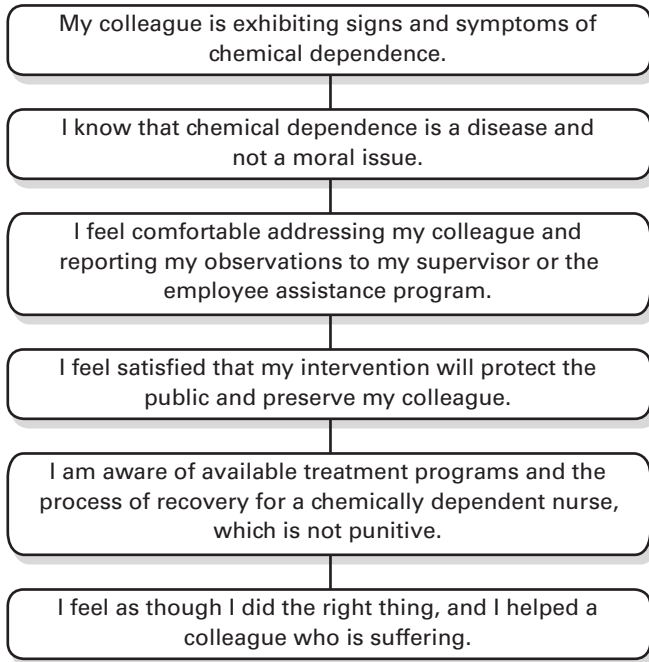 My colleague is exhibiting signs and symptoms of
chemical dependence.
I know that chemical dependence is a disease and
not a moral issue.
I feel comfortable addressing my colleague and
reporting my observations to my supervisor or the
employee assistance program.
I feel satisfied that my intervention will protect the
public and preserve my colleague.
I am aware of available treatment programs and the
process of recovery for a chemically dependent nurse,
which is not punitive.
I feel as though I did the right thing, and I helped a
colleague who is suffering.